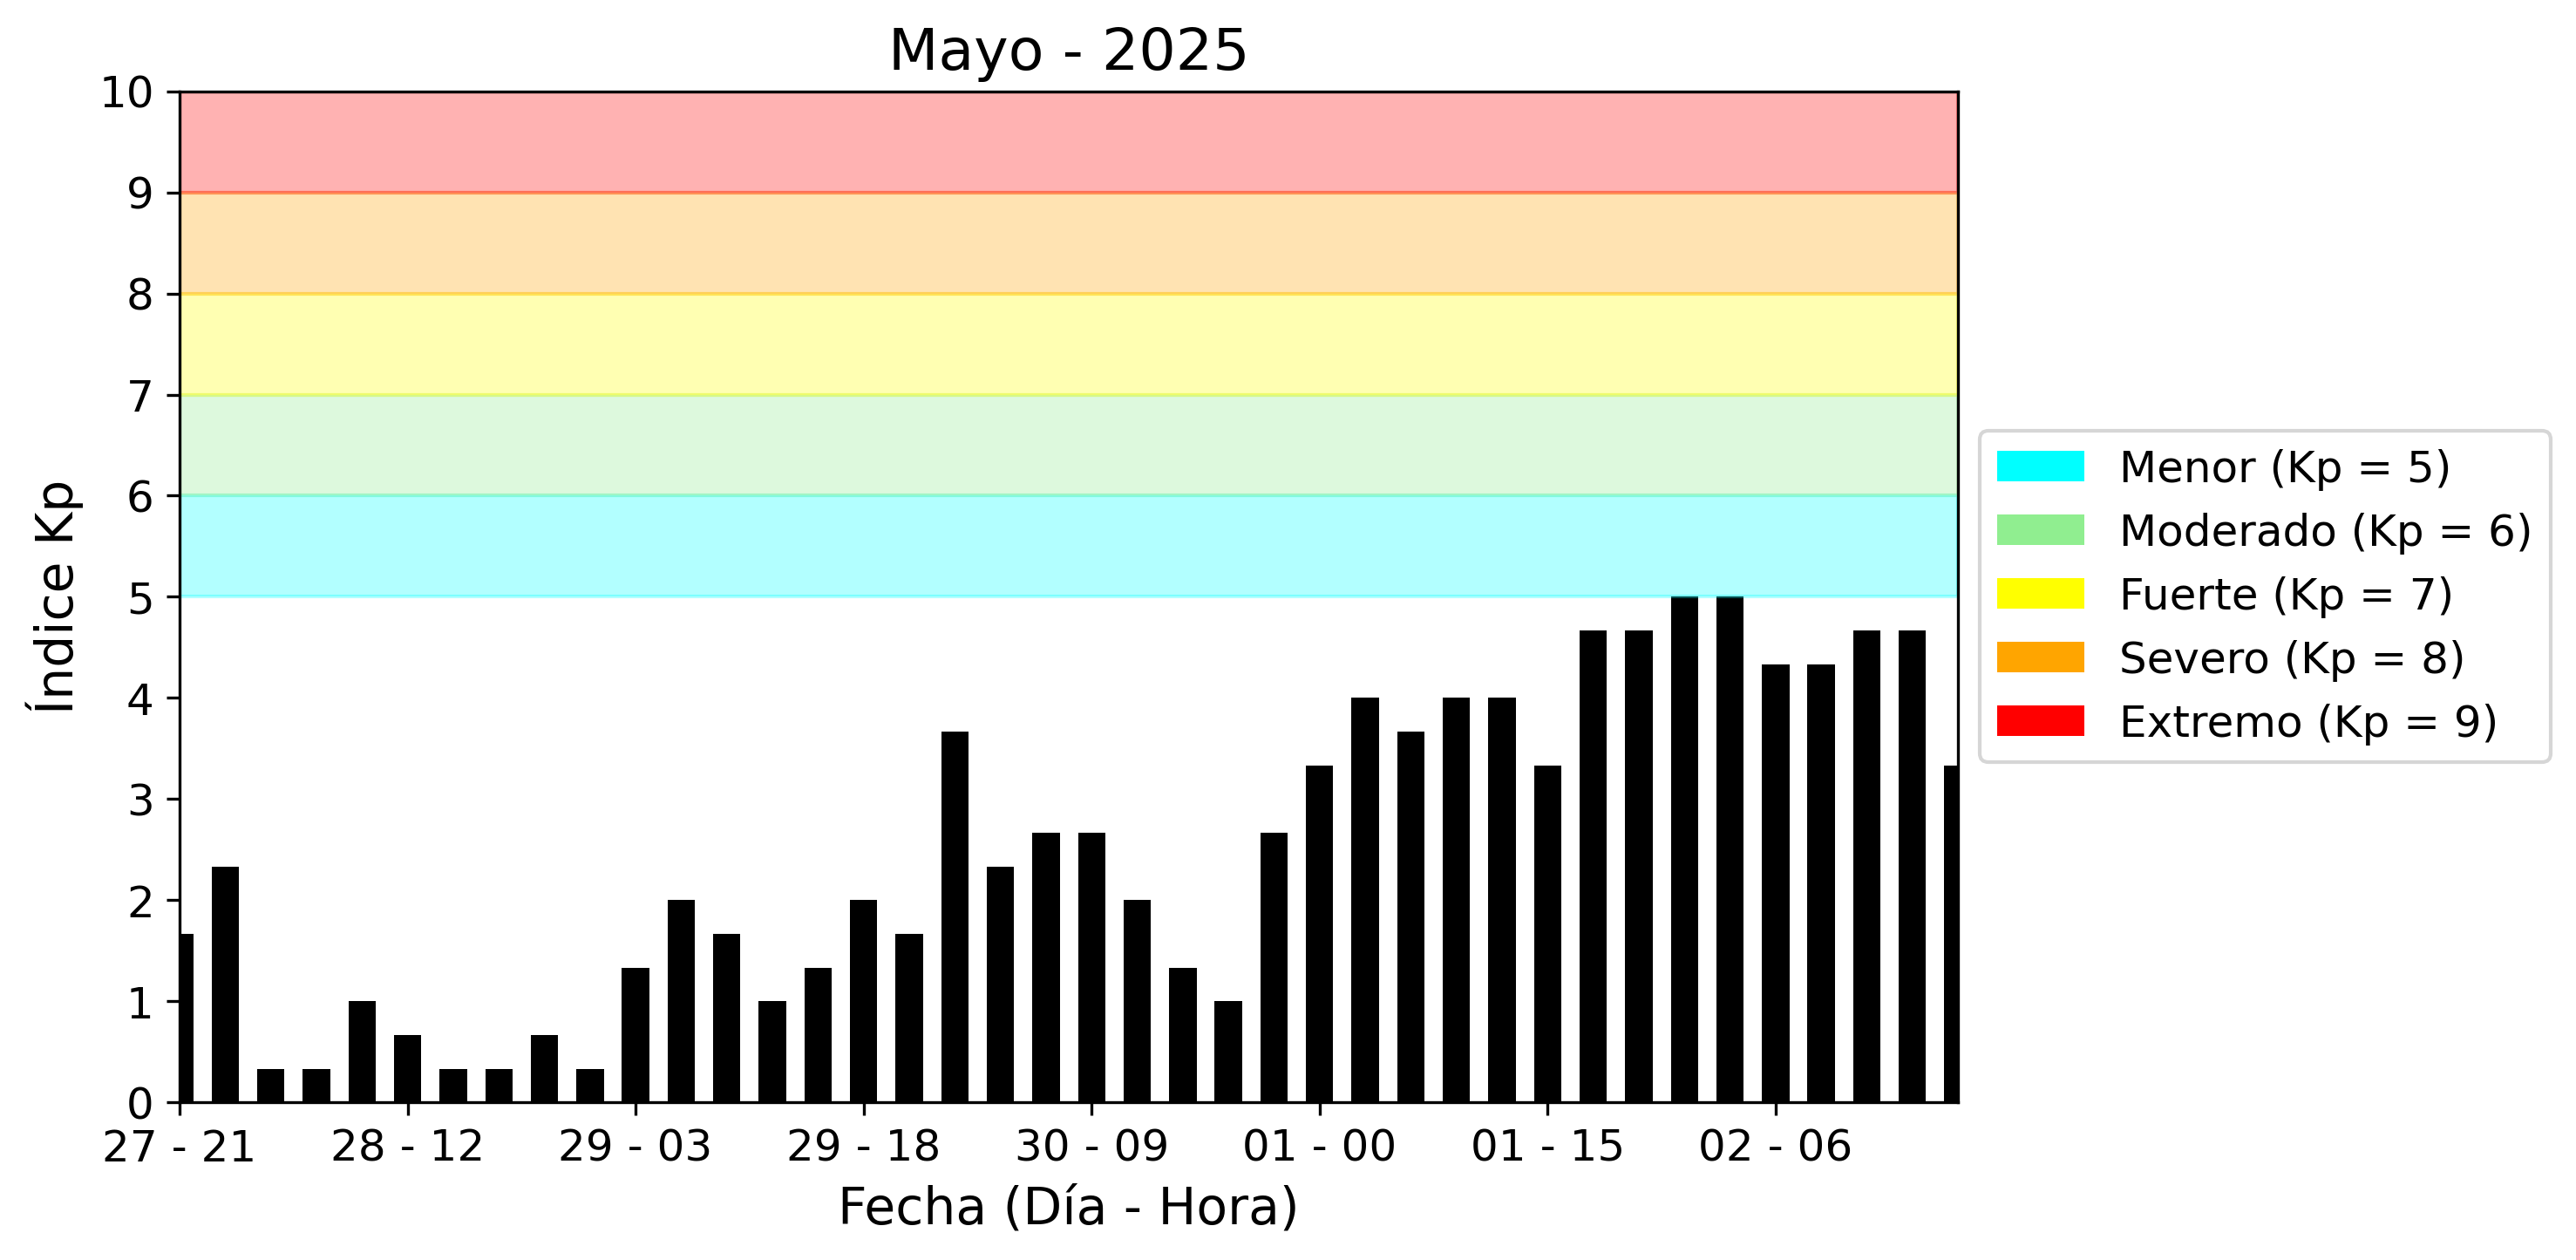 Mayo - 2025
10
9
8
7
6
5
4
3
2
1
0
Índice Kp
27 - 21
28 - 12
29 - 03
29 - 18
30 - 09
01 - 00
01 - 15
02 - 06
Fecha (Día - Hora)
Menor (Kp = 5)
Moderado (Kp = 6)
Fuerte (Kp = 7)
Severo (Kp = 8)
Extremo (Kp = 9)